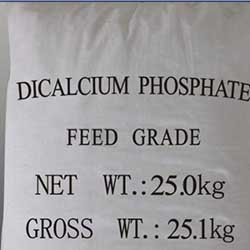 DICALCIUM PHOSPHATE
FEED GRADE
NET WT.: 25.0kg
GROSS WT.: 25.1kg